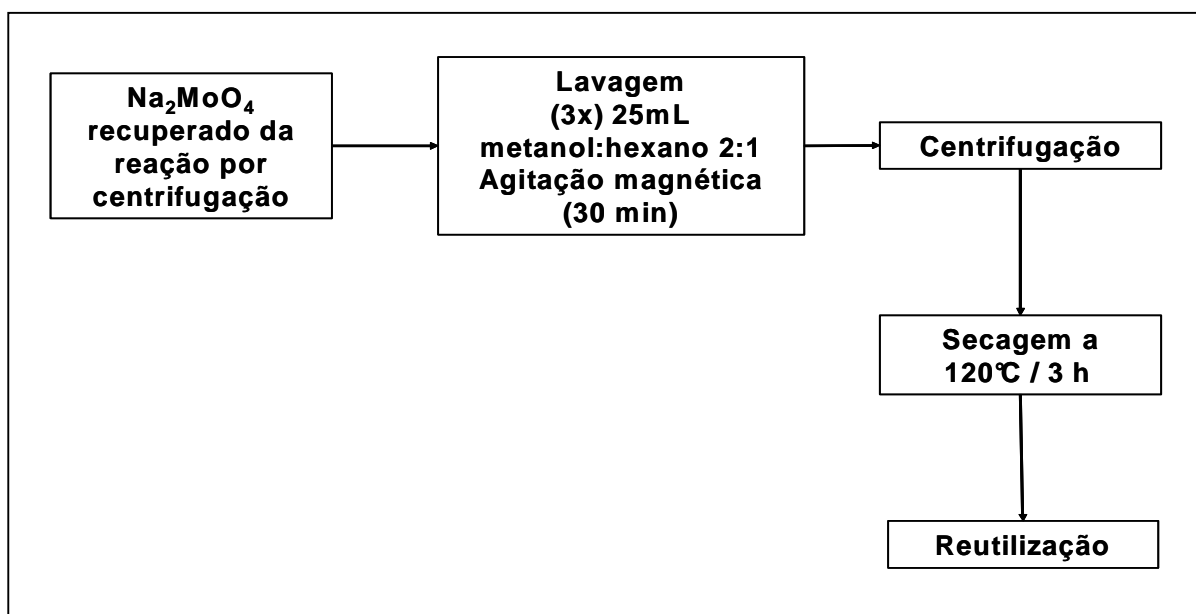 Na₂MoO₄
recuperado da
reação por
centrifugação
Lavagem
(3x) 25mL
metanol:hexano 2:1
Agitação magnética
(30 min)
Centrifugação
Secagem a
120°C / 3 h
Reutilização